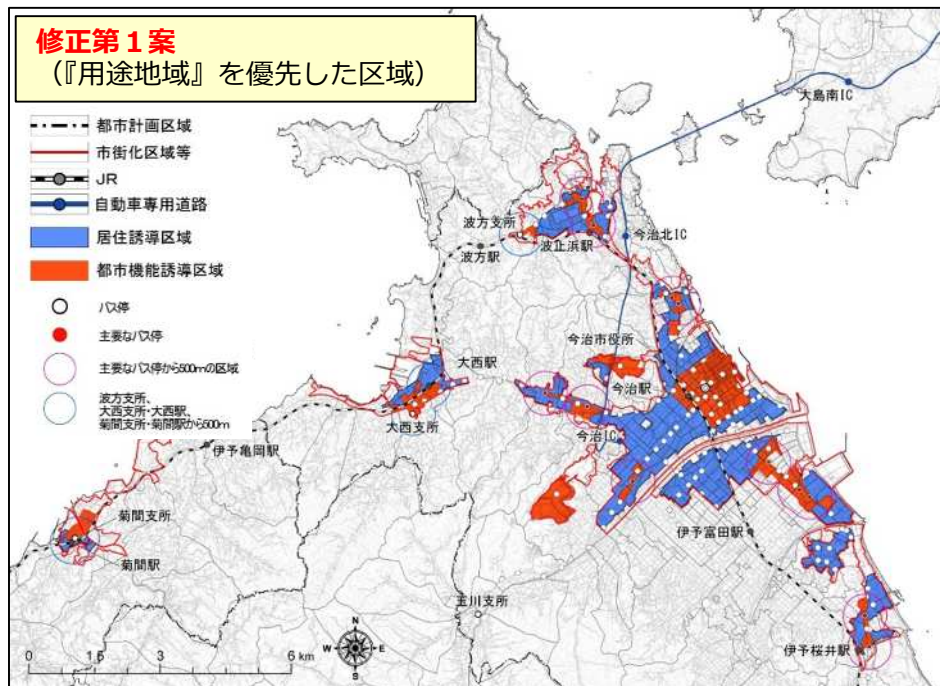 修正第１案
（『用途地域』を優先した区域）
都市計画区域
市街化区域等
JR
自動車専用道路
居住誘導区域
都市機能誘導区域
バス停
主要なバス停
主要なバス停から500mの区域
波方支所、
大西支所・大西駅、
菊間支所・菊間駅から500m
大島南IC
波方支所
波止浜駅
今治北IC
波方駅
今治市役所
大西駅
今治駅
大西支所
今治IC
伊予亀岡駅
菊間支所
伊予富田駅
菊間駅
玉川支所
伊予桜井駅
N
W E
S
0 1.5 3 6 km